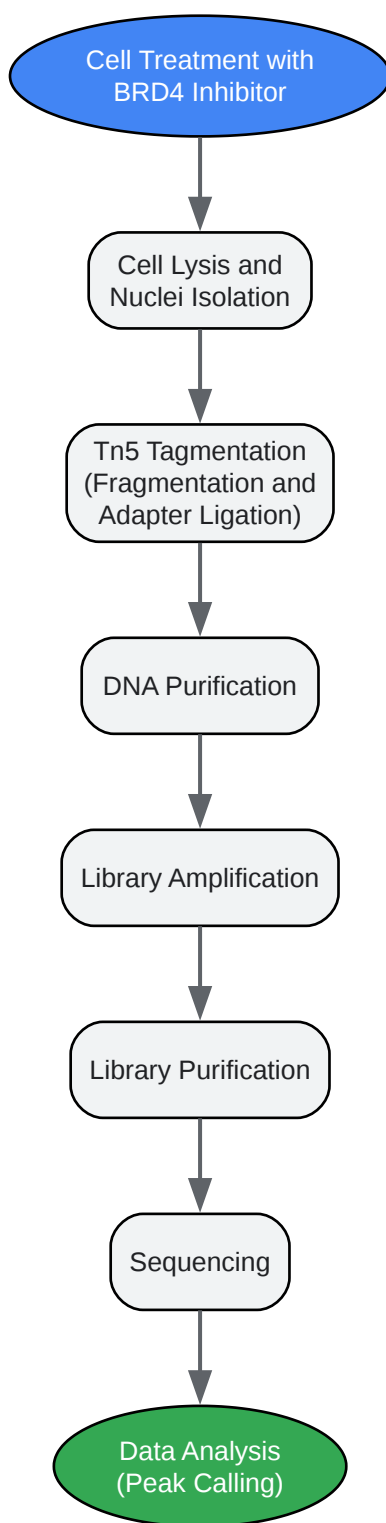 Cell Treatment with
BRD4 Inhibitor
Cell Lysis and
Nuclei Isolation
Tn5 Tagmentation
(Fragmentation and
Adapter Ligation)
DNA Purification
Library Amplification
Library Purification
Sequencing
Data Analysis
(Peak Calling)